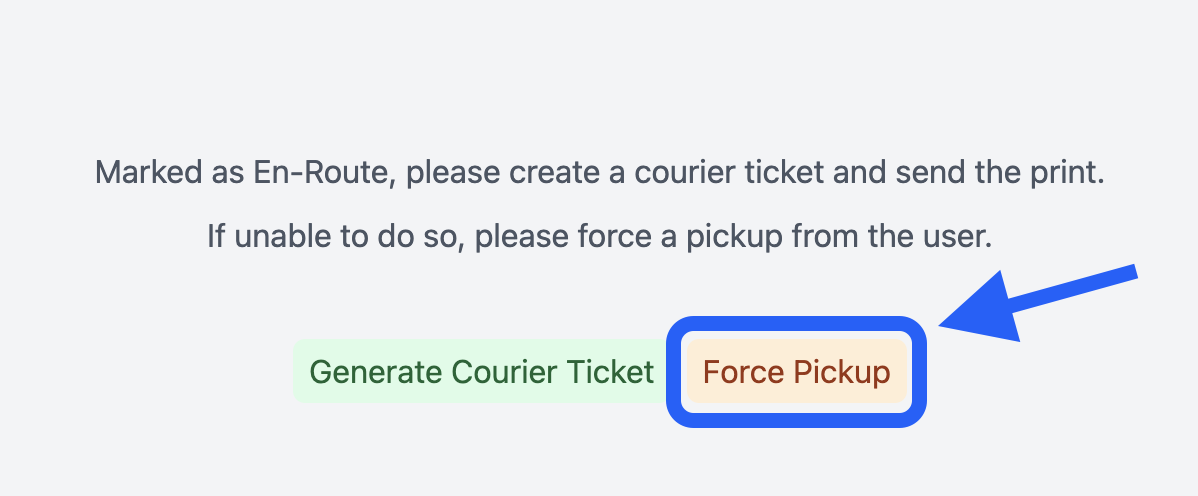 Marked as En-Route, please create a courier ticket and send the print.
If unable to do so, please force a pickup from the user.
Generate Courier Ticket
Force Pickup